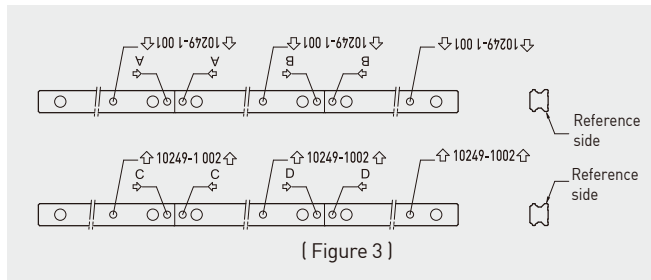 ⇩ 10249-1 001 ⇩ ⇩ 10249-1 001 ⇩ ⇩ 10249-1 001 ⇩
A A B B
Reference
side
⇧ 10249-1 002 ⇧ ⇧ 10249-1002 ⇧ ⇧ 10249-1002 ⇧
C C D D
Reference
side
( Figure 3 )